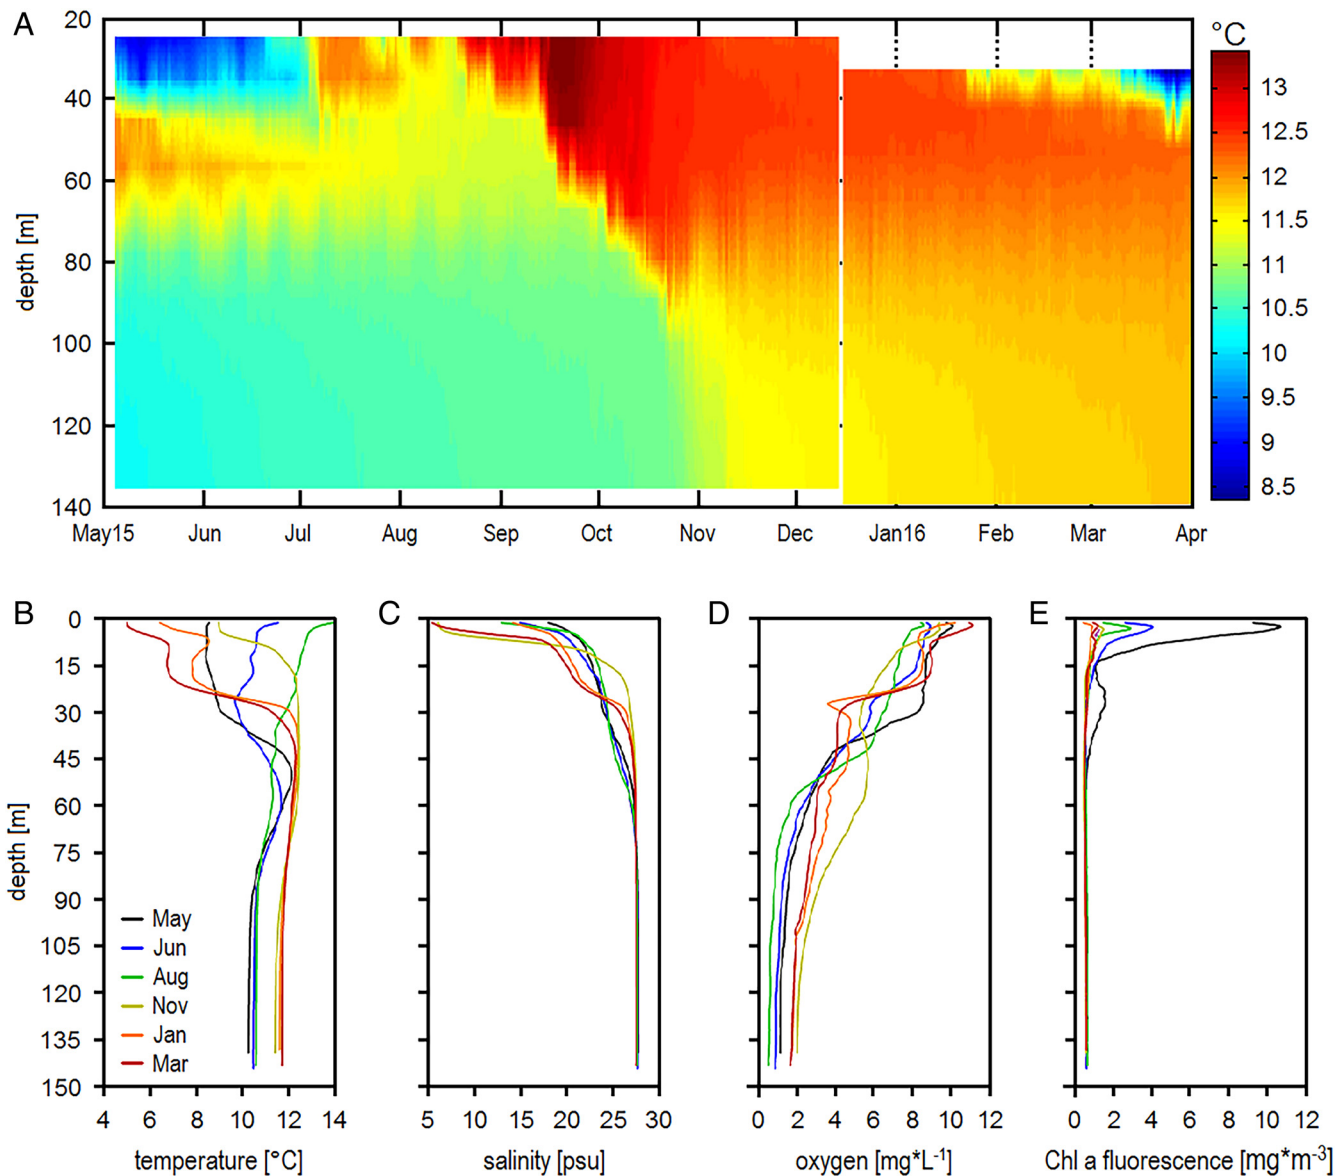 A
°C
20
40
60
80
100
120
140
depth [m]
May15 Jun Jul Aug Sep Oct Nov Dec Jan16 Feb Mar Apr
13
12.5
12
11.5
11
10.5
10
9.5
9
8.5
B
C
D
E
0
15
30
45
60
75
90
105
120
135
150
depth [m]
May
Jun
Aug
Nov
Jan
Mar
4 6 8 10 12 14
temperature [°C]
5 10 15 20 25 30
salinity [psu]
0 2 4 6 8 10 12
oxygen [mg*L-1]
0 2 4 6 8 10 12
Chl a fluorescence [mg*m-3]